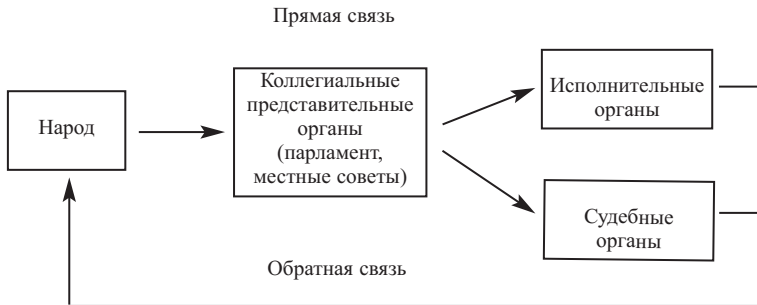 Прямая связь
Народ
Коллегиальные
представительные
органы
(парламент,
местные советы)
Исполнительные
органы
Судебные
органы
Обратная связь